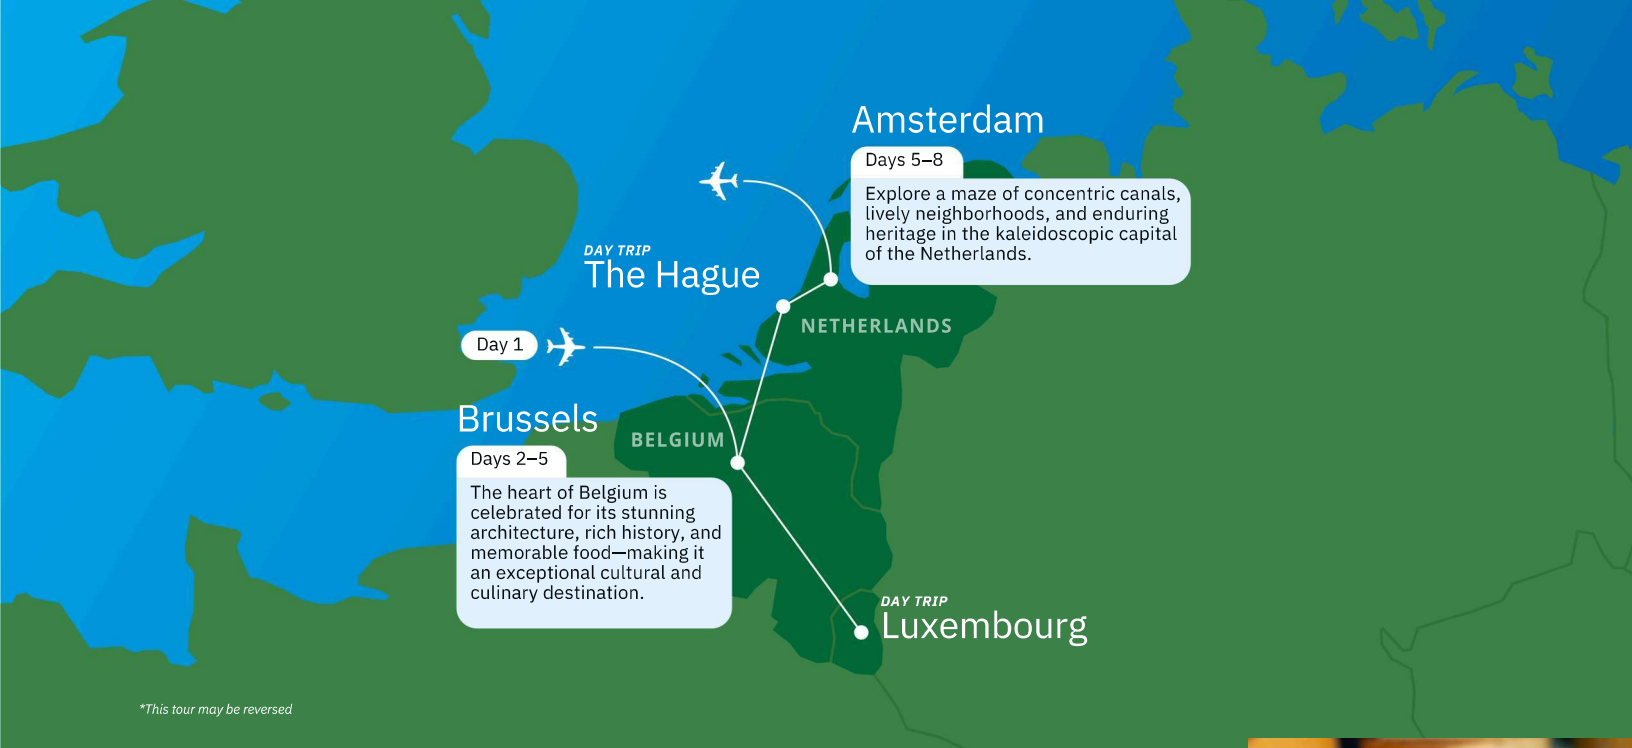 Amsterdam
Days 5–8
Explore a maze of concentric canals,
lively neighborhoods, and enduring
heritage in the kaleidoscopic capital
of the Netherlands.
DAY TRIP
The Hague
NETHERLANDS
Day 1
Brussels
BELGIUM
Days 2–5
The heart of Belgium is
celebrated for its stunning
architecture, rich history, and
memorable food—making it
an exceptional cultural and
culinary destination.
DAY TRIP
Luxembourg
*This tour may be reversed